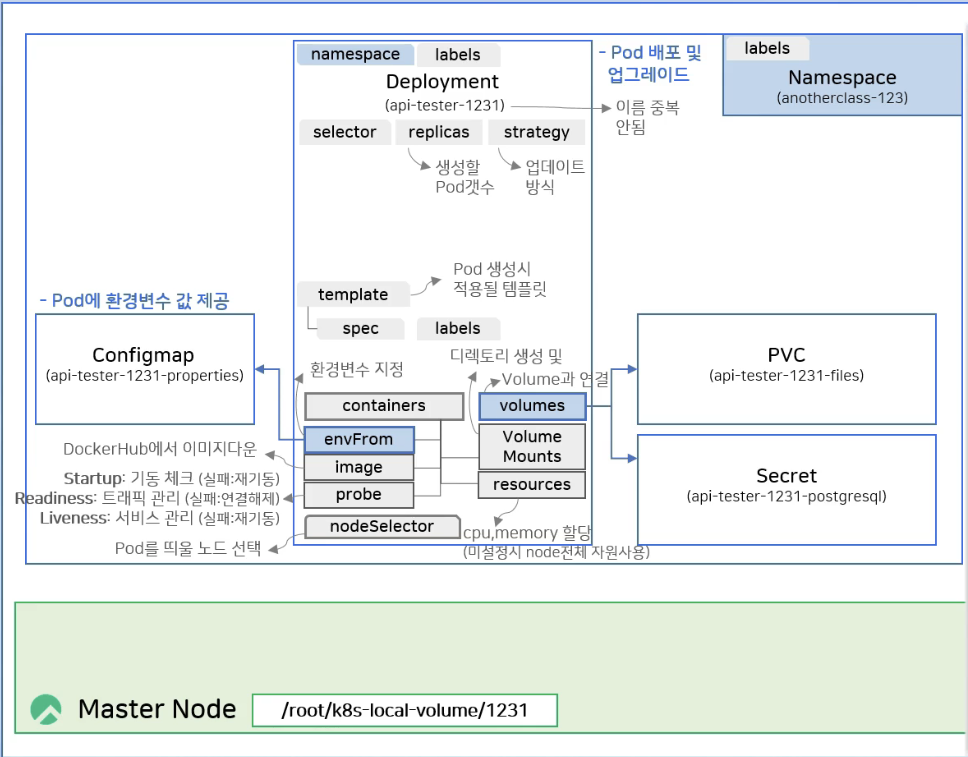 namespace
labels
Deployment
(api-tester-1231)
selector
replicas
strategy
생성할
Pod갯수
업데이트
방식
- Pod 배포 및
업그레이드
이름 중복
안됨
labels
Namespace
(anotherclass-123)
template
Pod 생성시
적용될 템플릿
spec
labels
- Pod에 환경변수 값 제공
Configmap
(api-tester-1231-properties)
환경변수 지정
디렉토리 생성 및
Volume과 연결
containers
volumes
envFrom
Volume
Mounts
image
probe
resources
nodeSelector
DockerHub에서 이미지다운
Startup: 기동 체크 (실패:재기동)
Readiness: 트래픽 관리 (실패:연결해제)
Liveness: 서비스 관리 (실패:재기동)
Pod를 띄울 노드 선택
cpu,memory 할당
(미설정시 node전체 자원사용)
PVC
(api-tester-1231-files)
Secret
(api-tester-1231-postgresql)
Master Node
/root/k8s-local-volume/1231